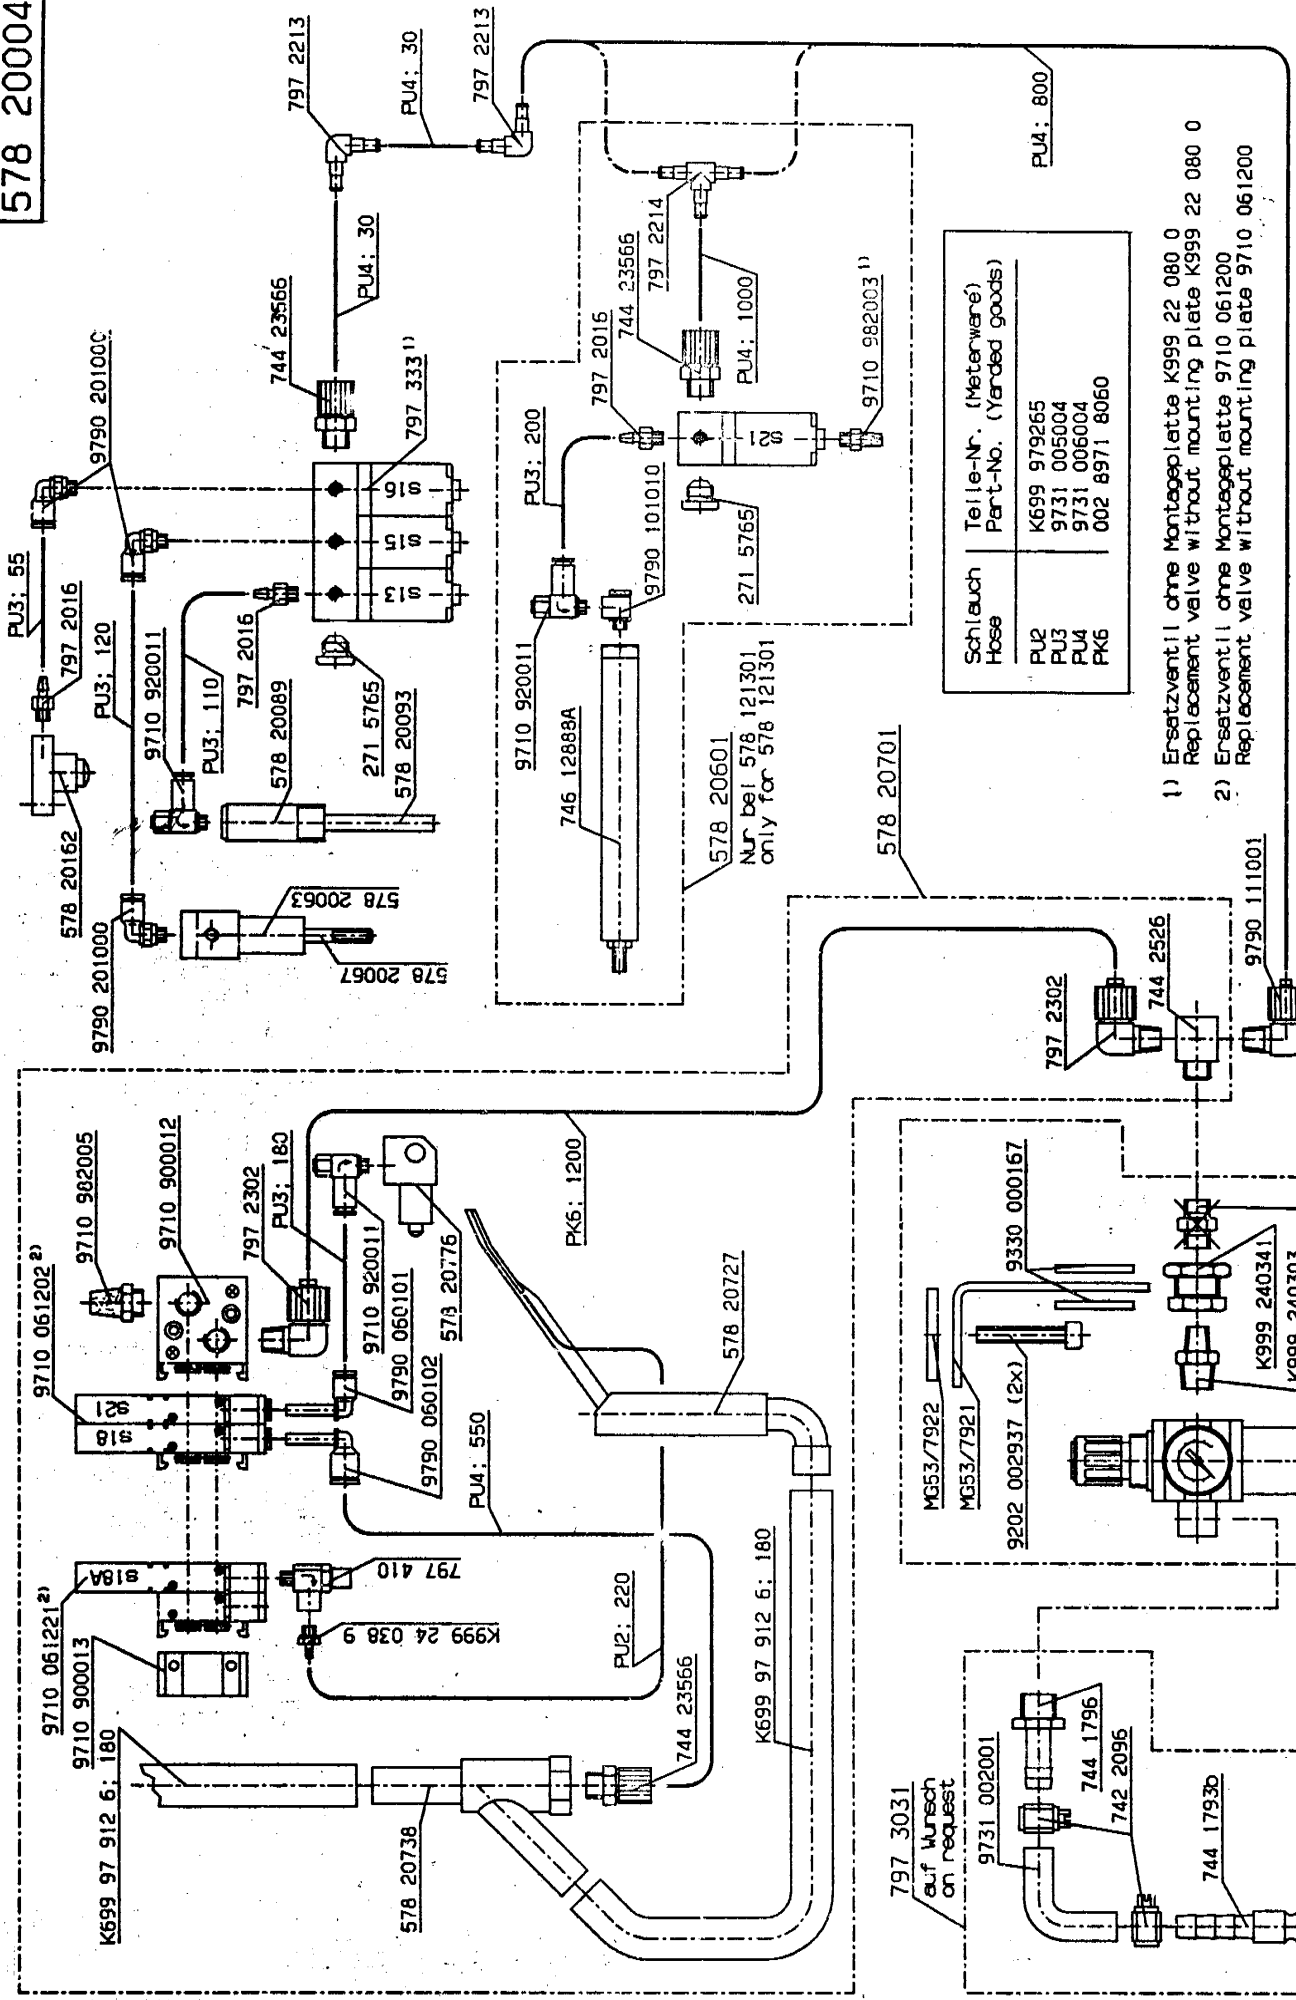 578 20004
797 2213
PU4; 30
797 2213
PU4; 800
744 23566
PU4; 30
797 333 1)
9790 201000
PU3; 55
797 2016
PU3; 120
9710 920011
PU3; 110
797 2016
271 5765
578 20089
578 20093
s16
s15
s13
578 20162
9790 201000
578 20063
578 20067
797 2214
744 23566
797 2016
PU4; 1000
9710 982003 1)
PU3; 200
s21
9790 101010
271 5765
9710 920011
746 12888A
578 20601
Nur bei 578 121301
only for 578 121301
Schlauch Teile-Nr. (Meterware)
Hose Part-No. (Yarded goods)
PU2 K699 979265
PU3 9731 005004
PU4 9731 006004
PK6 002 8971 8060
1) Ersatzventil ohne Montageplatte K999 22 080 0
Replacement valve without mounting plate K999 22 080 0
2) Ersatzventil ohne Montageplatte 9710 061200
Replacement valve without mounting plate 9710 061200
578 20701
9790 111001
744 2526
797 2302
9710 982005
9710 900012
9710 061202 2)
797 2302
PU3; 180
9710 920011
578 20776
9790 060101
9790 060102
PK6; 1200
s21
s18
s18A
PU4; 550
578 20727
9710 061221 2)
9710 900013
797 410
K999 24 038 9
PU2; 220
744 23566
K699 97 912 6; 180
K699 97 912 6; 180
578 20738
9330 000167
MG53/7922
MG53/7921
9202 002937 (2x)
K999 240341
K999 240303
797 3031
auf Wunsch
on request
9731 002001
744 1796
742 2096
744 1793b